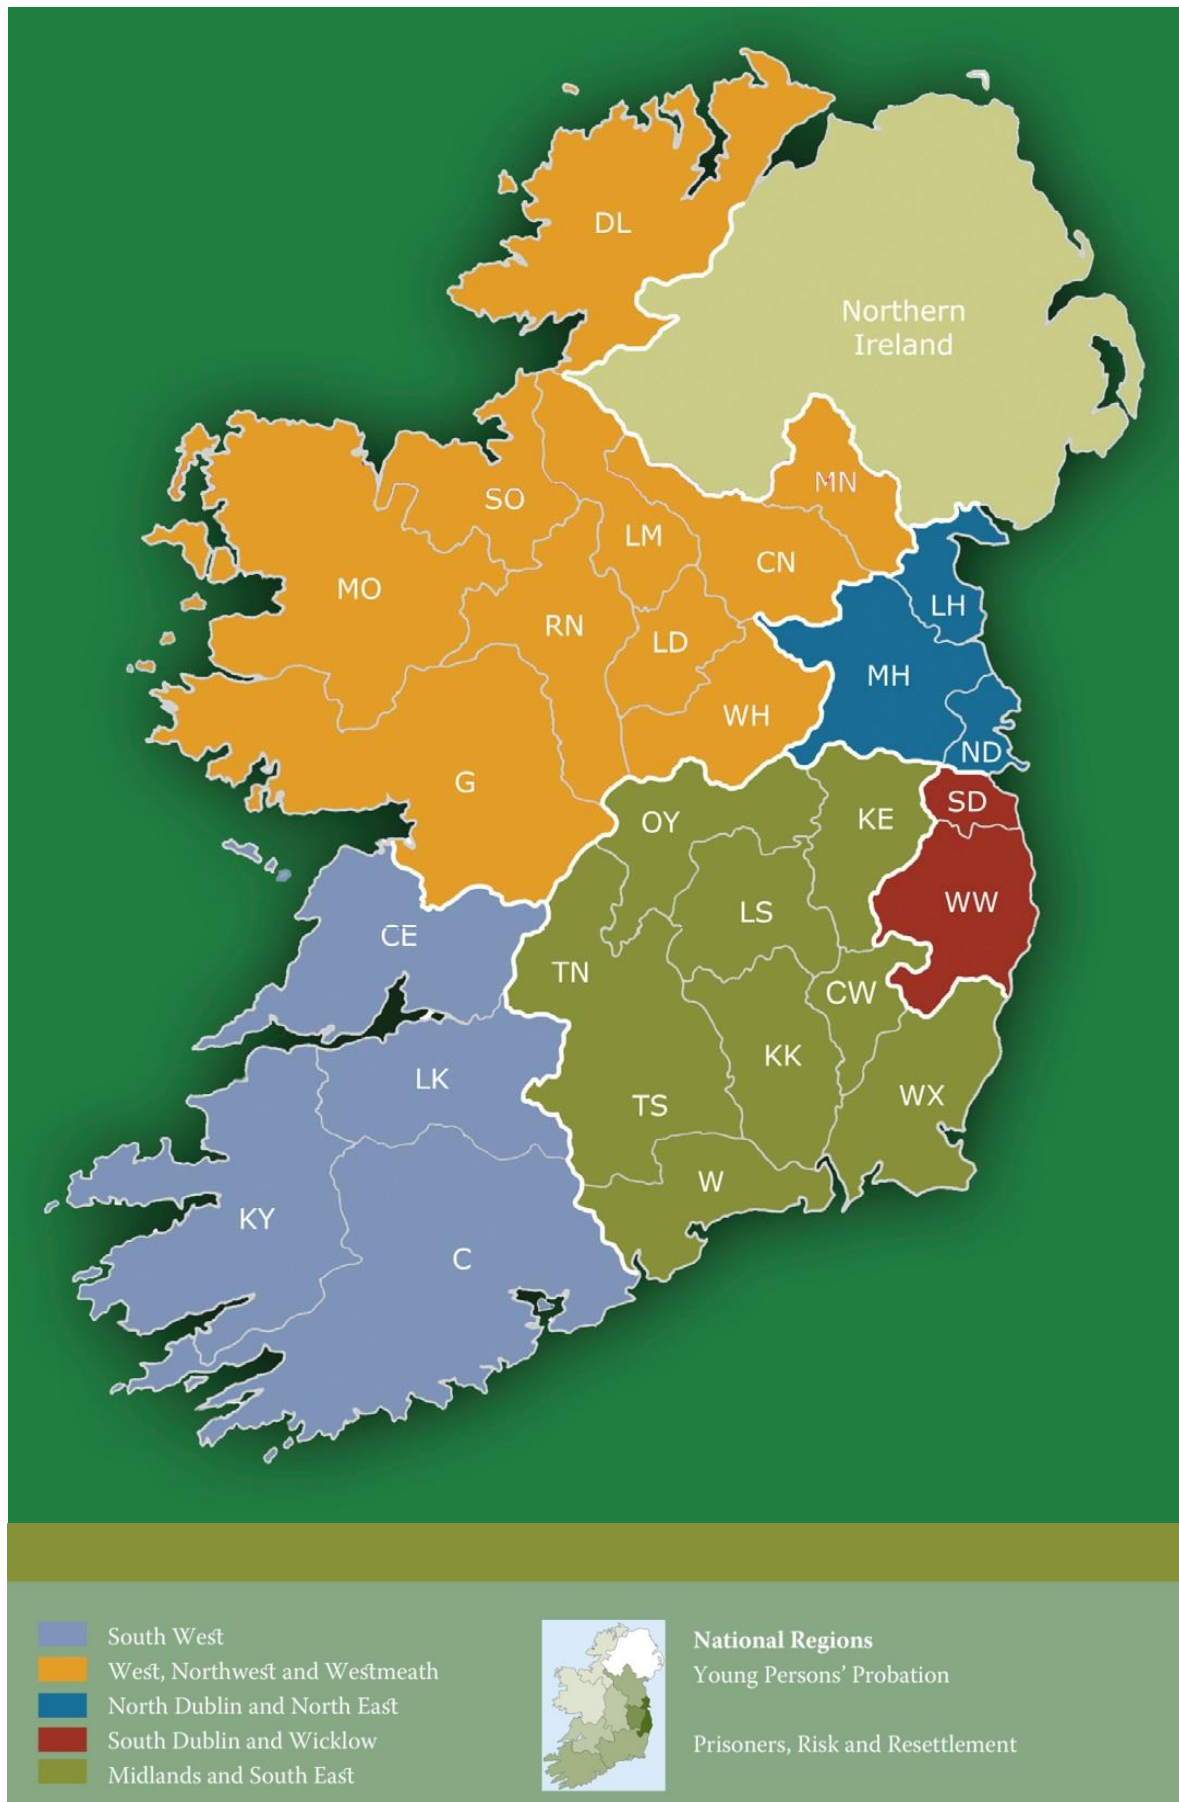 DL
Northern
Ireland
MN
SO
LM
CN
MO
LH
RN
LD
MH
WH
ND
G
SD
OY
KE
WW
LS
CE
TN
CW
KK
LK
WX
TS
W
KY
C
South West
West, Northwest and Westmeath
North Dublin and North East
South Dublin and Wicklow
Midlands and South East
National Regions
Young Persons’ Probation
Prisoners, Risk and Resettlement